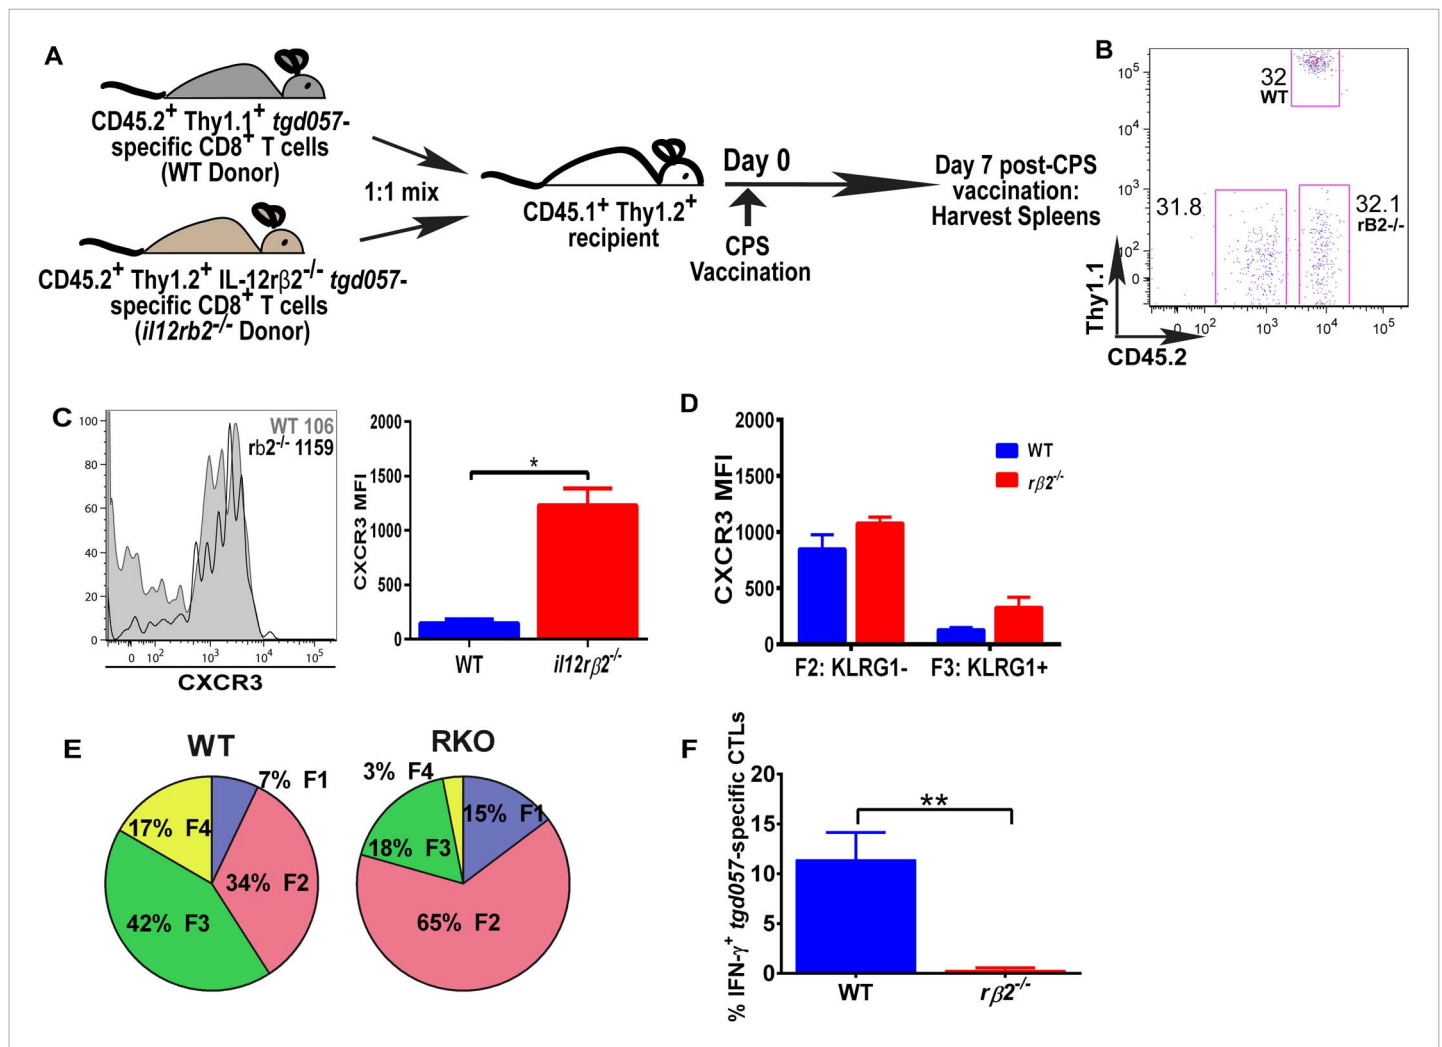 A
CD45.2+ Thy1.1+ tgd057-
specific CD8+ T cells
(WT Donor)
CD45.2+ Thy1.2+ IL-12rβ2-/- tgd057-
specific CD8+ T cells
(il12rb2-/- Donor)
1:1 mix
CD45.1+ Thy1.2+
recipient
Day 0
CPS
Vaccination
Day 7 post-CPS
vaccination:
Harvest Spleens
B
10^5
10^4
10^3
10^2
0
32
WT
31.8
32.1
rB2-/-
0 10^2 10^3 10^4 10^5
Thy1.1
CD45.2
C
100
80
60
40
20
0
WT 106
rb2-/- 1159
0 10^2 10^3 10^4 10^5
CXCR3
CXCR3 MFI
2000
1500
1000
500
0
*
WT il12rβ2-/-
D
CXCR3 MFI
2000
1500
1000
500
0
WT
rβ2-/-
F2: KLRG1- F3: KLRG1+
E
WT
7% F1
17% F4
34% F2
42% F3
RKO
3% F4
15% F1
18% F3
65% F2
F
% IFN-γ+ tgd057-specific CTLs
20
15
10
5
0
**
WT rβ2-/-